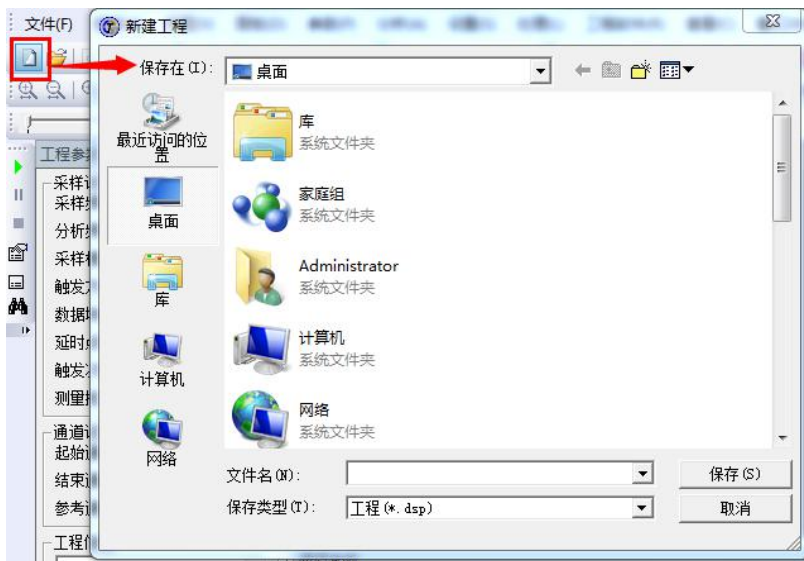 文件(F)
新建工程
保存在(I):
桌面
最近访问的位
置
桌面
库
计算机
网络
库
系统文件夹
家庭组
系统文件夹
Administrator
系统文件夹
计算机
系统文件夹
网络
系统文件夹
文件名(N):
保存(S)
保存类型(T):
工程(*.dsp)
取消
工程参
采样
采样
分析
采样
触发
数据
延时
触发
测量
通道
起始
结束
参考
工程